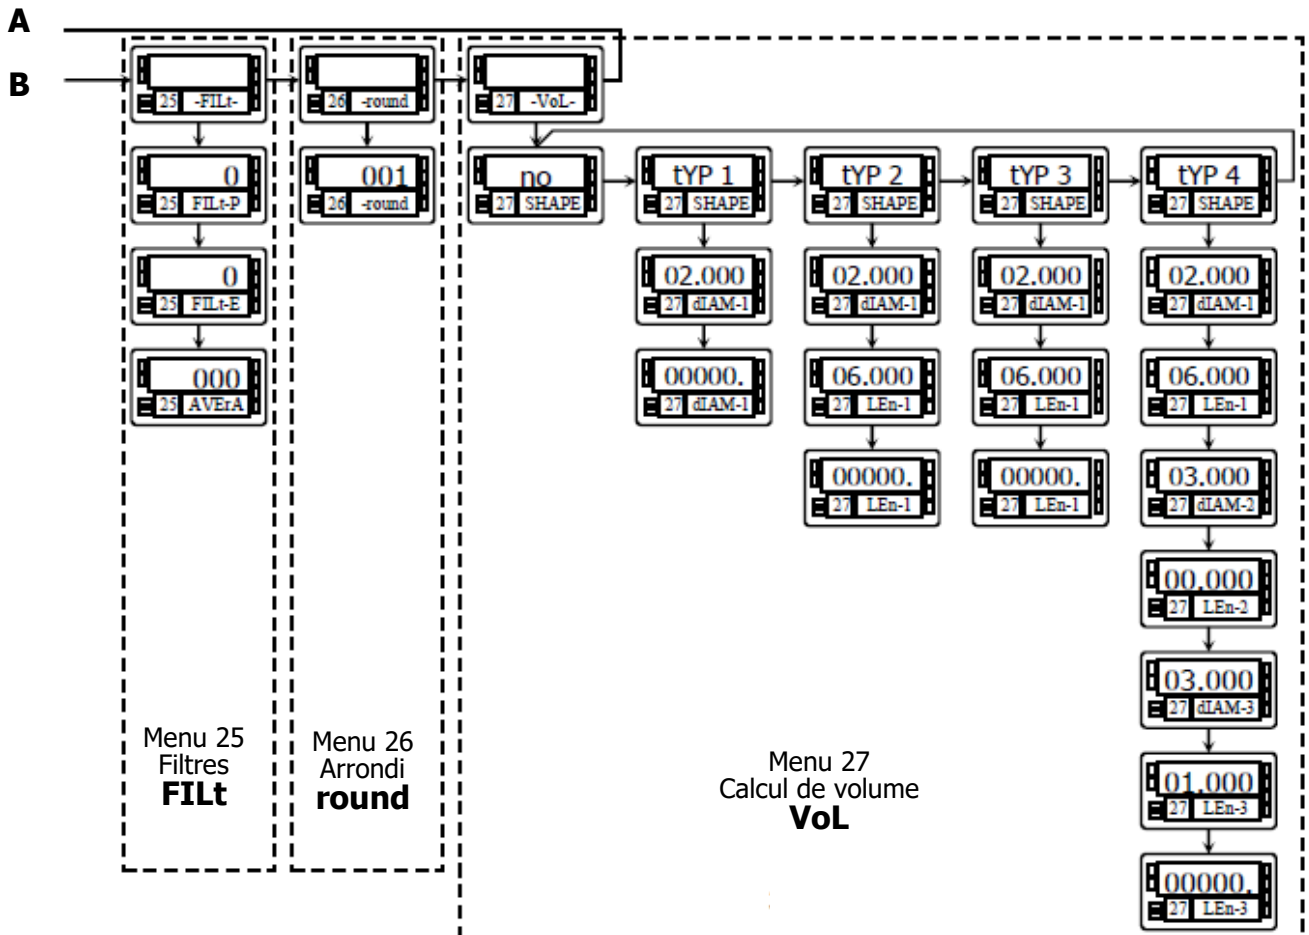 A
B
25 -FILt-
26 -round
27 -VoL-
0
25 FILt-P
001
26 -round
no
27 SHAPE
tYP 1
27 SHAPE
tYP 2
27 SHAPE
tYP 3
27 SHAPE
tYP 4
27 SHAPE
0
25 FILt-E
02.000
27 dIAM-1
02.000
27 dIAM-1
02.000
27 dIAM-1
02.000
27 dIAM-1
000
25 AVErA
00000.
27 dIAM-1
06.000
27 LEn-1
06.000
27 LEn-1
06.000
27 LEn-1
00000.
27 LEn-1
00000.
27 LEn-1
03.000
27 dIAM-2
00.000
27 LEn-2
03.000
27 dIAM-3
01.000
27 LEn-3
00000.
27 LEn-3
Menu 25
Filtres
FILt
Menu 26
Arrondi
round
Menu 27
Calcul de volume
VoL